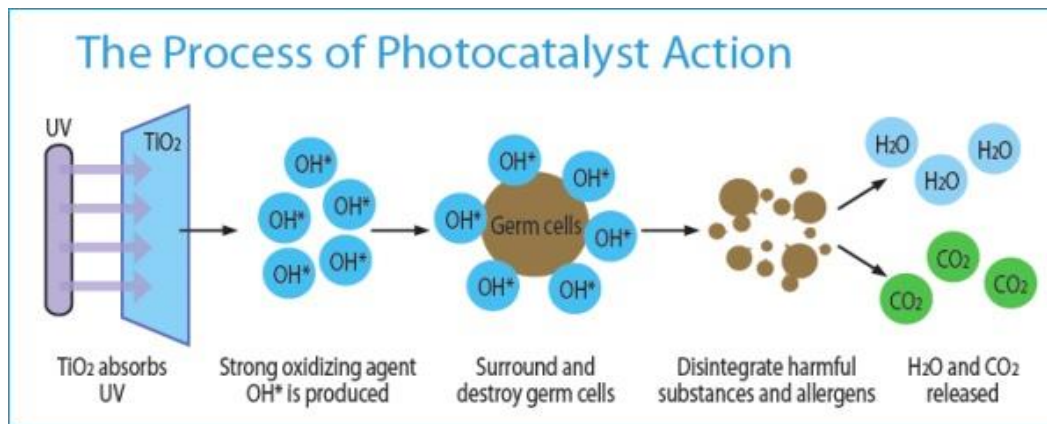 The Process of Photocatalyst Action
UV
TiO₂
OH*
OH*
OH*
OH*
OH*
OH*
OH*
OH*
OH*
OH*
OH*
Germ cells
H₂O
H₂O
H₂O
CO₂
CO₂
CO₂
TiO₂ absorbs
UV
Strong oxidizing agent
OH* is produced
Surround and
destroy germ cells
Disintegrate harmful
substances and allergens
H₂O and CO₂
released